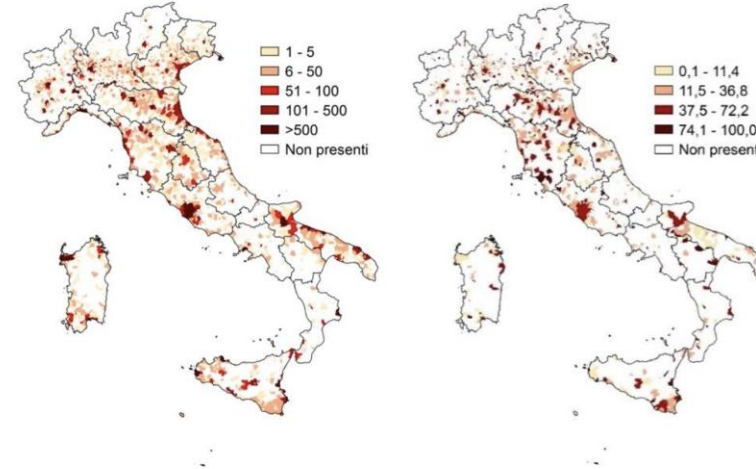 1 - 5
6 - 50
51 - 100
101 - 500
>500
Non presenti
0,1 - 11,4
11,5 - 36,8
37,5 - 72,2
74,1 - 100,0
Non present